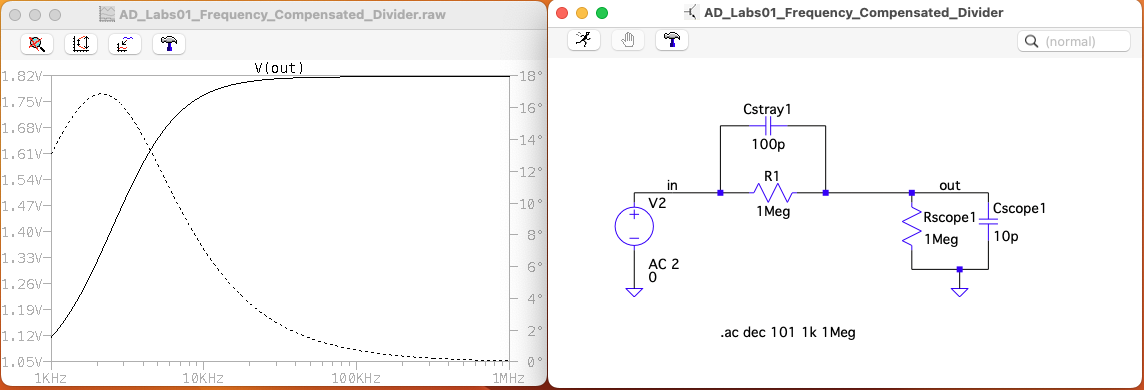 AD_Labs01_Frequency_Compensated_Divider.raw
V(out)
1.82V
1.75V
1.68V
1.61V
1.54V
1.47V
1.40V
1.33V
1.26V
1.19V
1.12V
1.05V
18°
16°
14°
12°
10°
8°
6°
4°
2°
0°
1KHz
10KHz
100KHz
1MHz
AD_Labs01_Frequency_Compensated_Divider
(normal)
Cstray1
100p
R1
1Meg
in
out
V2
AC 2
0
Rscope1
1Meg
Cscope1
10p
.ac dec 101 1k 1Meg